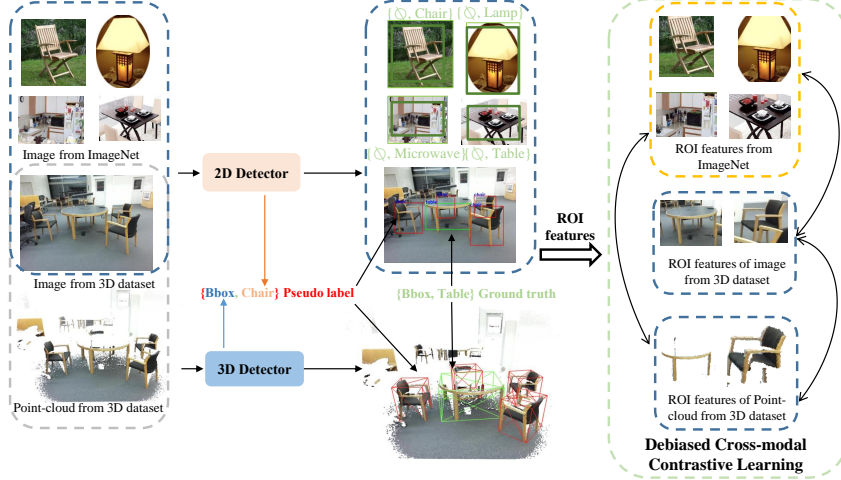 {⦰, Chair} {⦰, Lamp}
Image from ImageNet
2D Detector
{⦰, Microwave} {⦰, Table}
ROI features from
ImageNet
chair
Table
ROI
features
ROI features of image
from 3D dataset
Image from 3D dataset
{Bbox, Chair} Pseudo label
{Bbox, Table} Ground truth
3D Detector
Point-cloud from 3D dataset
ROI features of Point-
cloud from 3D dataset
Debiased Cross-modal
Contrastive Learning